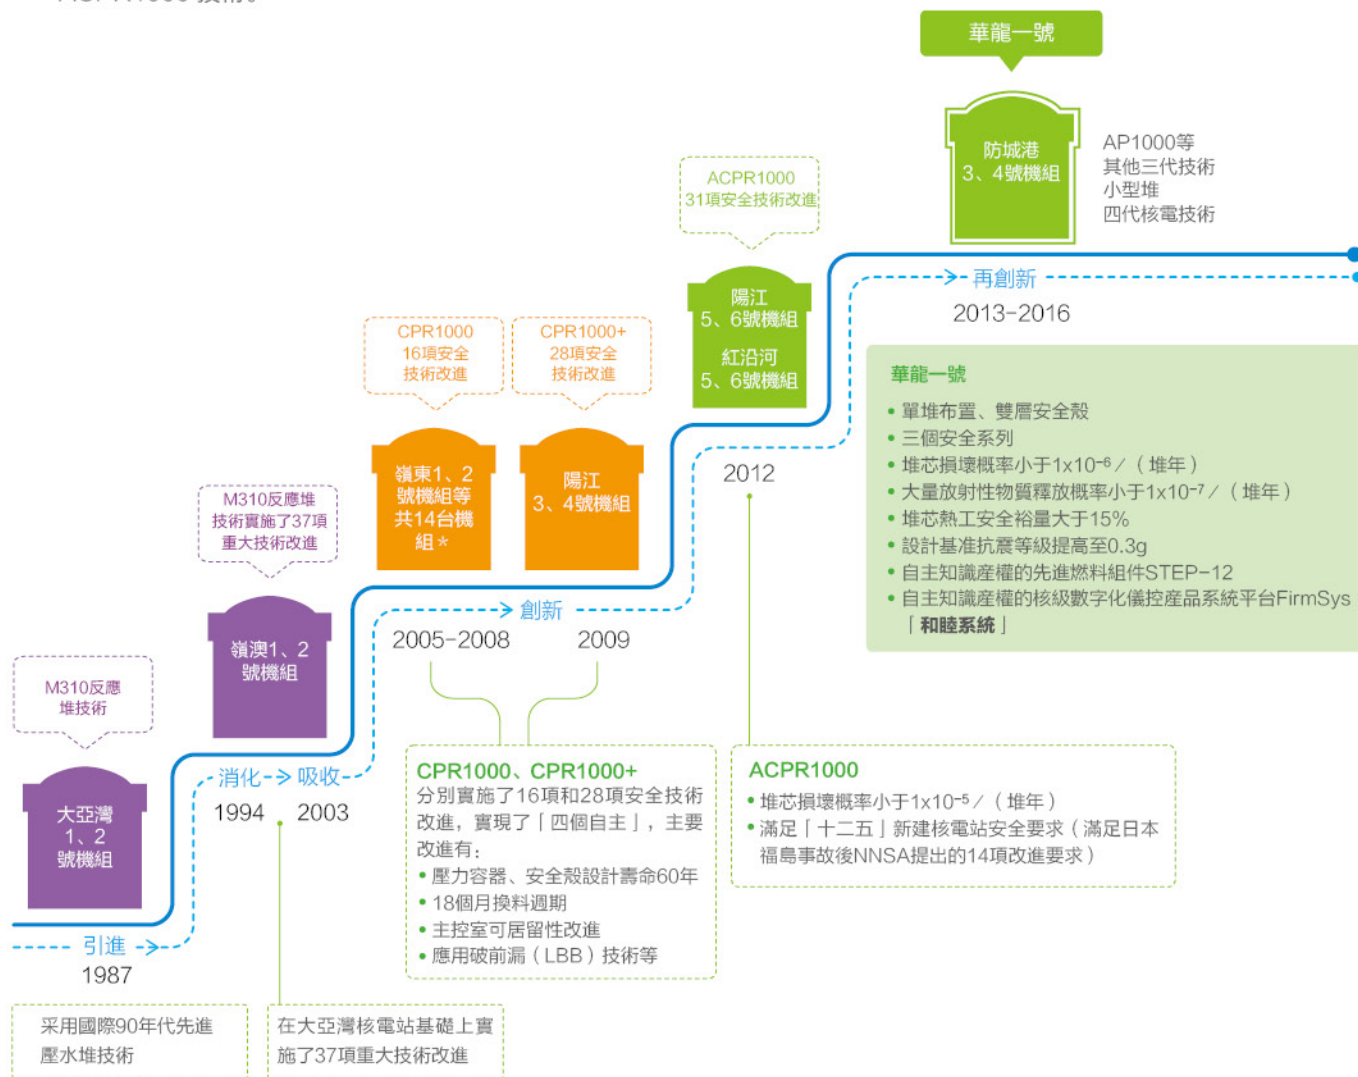 華龍一號
防城港
3、4號機組
AP1000等
其他三代技術
小型堆
四代核電技術
ACPR1000
31項安全技術改進
陽江
5、6號機組
紅沿河
5、6號機組
再創新
2013-2016
CPR1000
16項安全
技術改進
CPR1000+
28項安全
技術改進
嶺東1、2
號機組等
共14台機
組*
陽江
3、4號機組
2012
華龍一號
• 單堆布置、雙層安全殼
• 三個安全系列
• 堆芯損壞概率小于1x10⁻⁶/（堆年）
• 大量放射性物質釋放概率小于1x10⁻⁷/（堆年）
• 堆芯熱工安全裕量大于15%
• 設計基准抗震等級提高至0.3g
• 自主知識產權的先進燃料組件STEP-12
• 自主知識產權的核級數字化儀控產品系統平台FirmSys
「和睦系統」
M310反應堆
技術實施了37項
重大技術改進
嶺澳1、2
號機組
創新
2005-2008
2009
M310反應
堆技術
大亞灣
1、2
號機組
消化
吸收
1994
2003
引進
1987
CPR1000、CPR1000+
分別實施了16項和28項安全技術
改進，實現了「四個自主」，主要
改進有：
• 壓力容器、安全殼設計壽命60年
• 18個月換料週期
• 主控室可居留性改進
• 應用破前漏（LBB）技術等
ACPR1000
• 堆芯損壞概率小于1x10⁻⁵/（堆年）
• 滿足「十二五」新建核電站安全要求（滿足日本
福島事故後NNSA提出的14項改進要求）
采用國際90年代先進
壓水堆技術
在大亞灣核電站基礎上實
施了37項重大技術改進